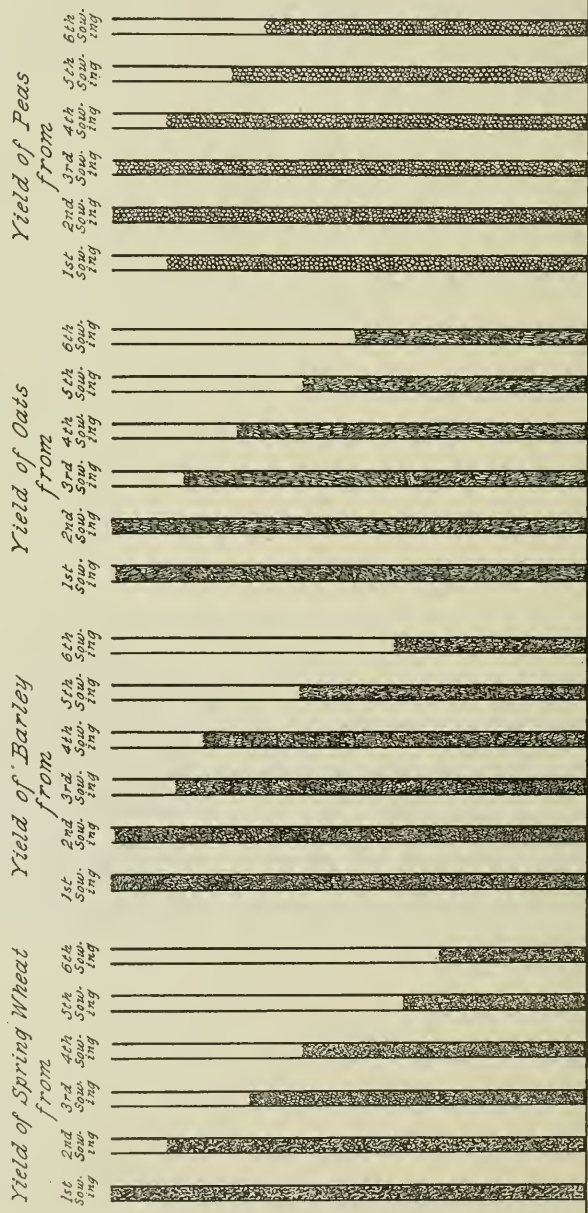 Yield of Spring Wheat
from
1st
Sow-
ing
2nd
Sow-
ing
3rd
Sow-
ing
4th
Sow-
ing
5th
Sow-
ing
6th
Sow-
ing
Yield of Barley
from
1st
Sow-
ing
2nd
Sow-
ing
3rd
Sow-
ing
4th
Sow-
ing
5th
Sow-
ing
6th
Sow-
ing
Yield of Oats
from
1st
Sow-
ing
2nd
Sow-
ing
3rd
Sow-
ing
4th
Sow-
ing
5th
Sow-
ing
6th
Sow-
ing
Yield of Peas
from
1st
Sow-
ing
2nd
Sow-
ing
3rd
Sow-
ing
4th
Sow-
ing
5th
Sow-
ing
6th
Sow-
ing